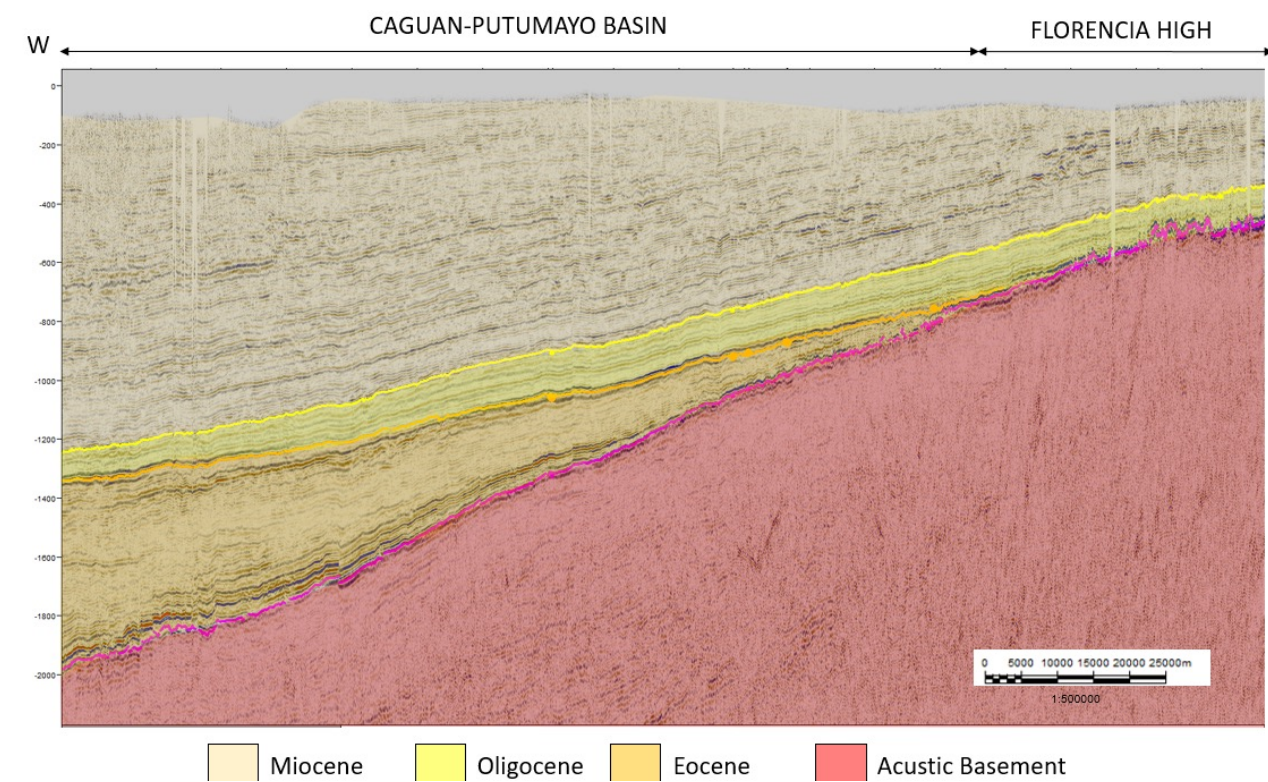 CAGUAN-PUTUMAYO BASIN
FLORENCIA HIGH
W
0
-200
-400
-600
-800
-1000
-1200
-1400
-1600
-1800
-2000
0 5000 10000 15000 20000 25000m
1:500000
Miocene Oligocene Eocene Acustic Basement